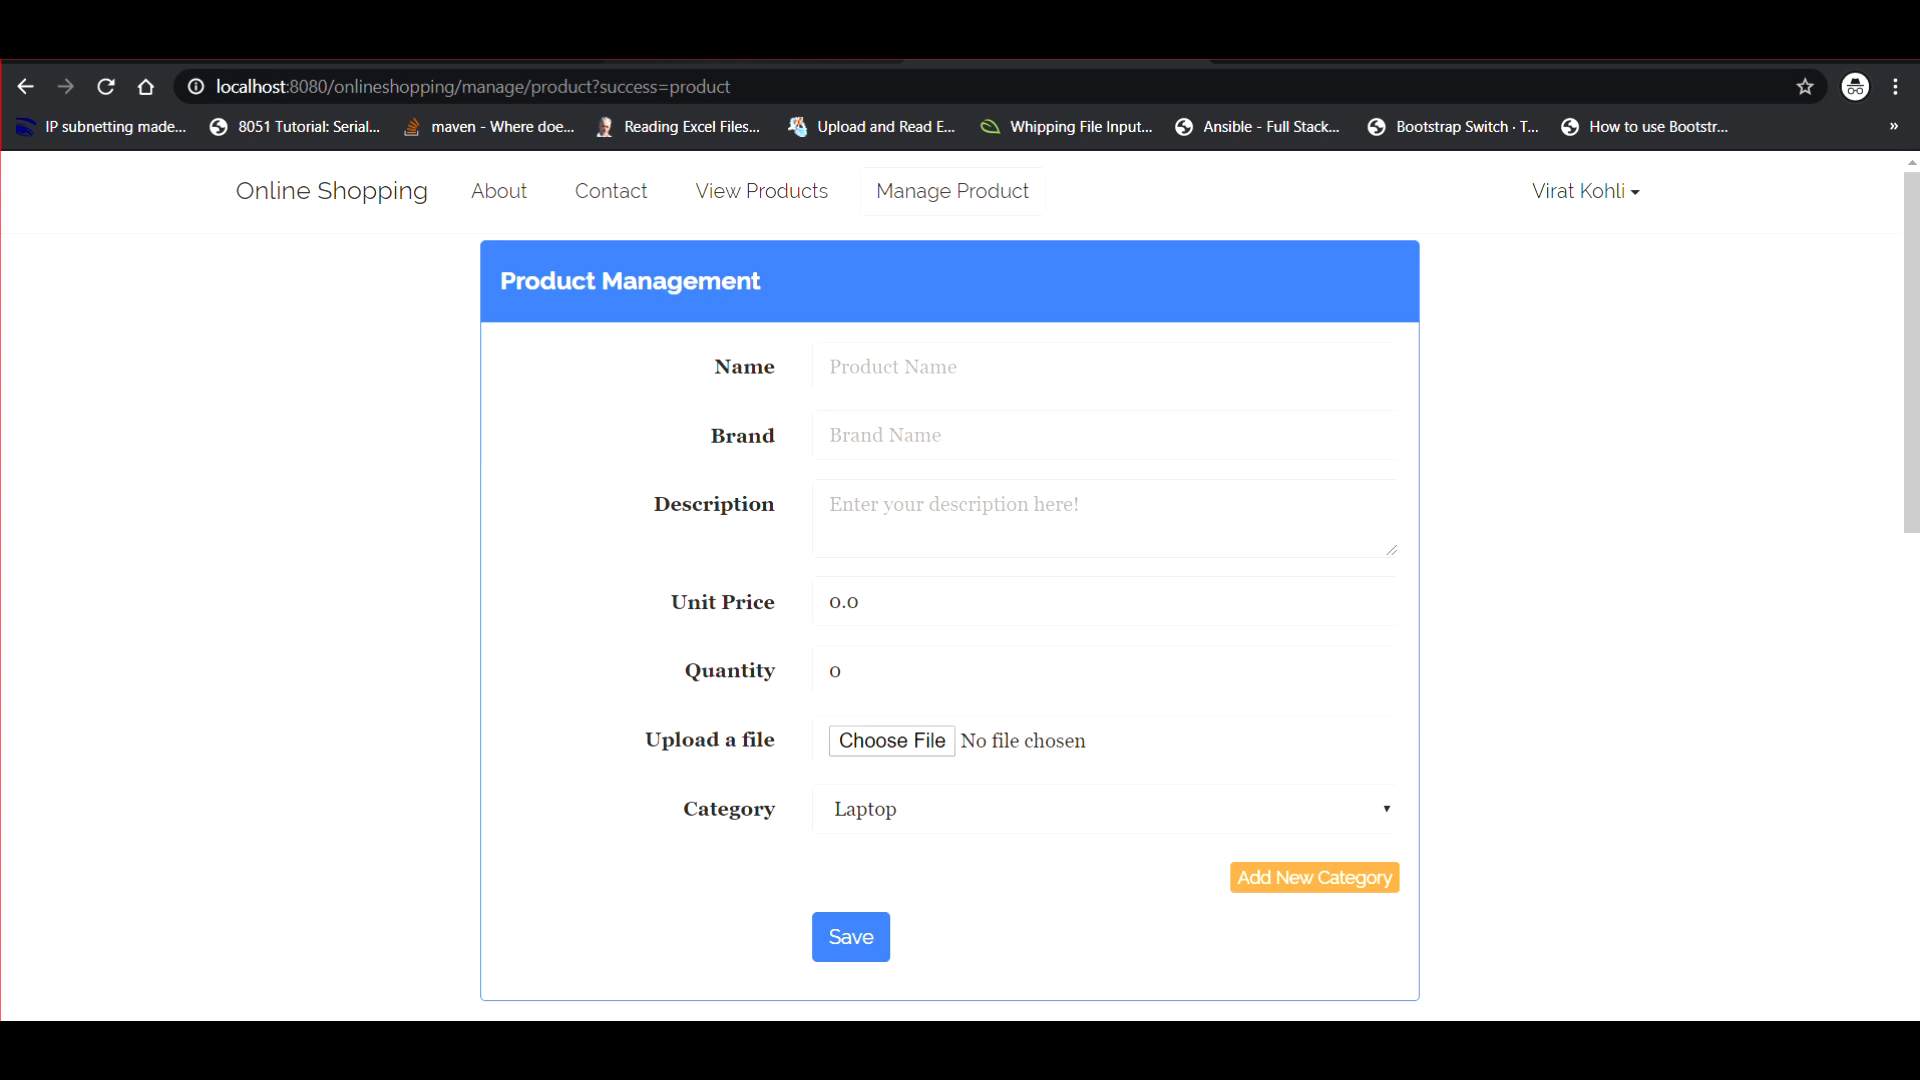 localhost:8080/onlineshopping/manage/product?success=product
IP subnetting made... 8051 Tutorial: Serial... maven - Where doe... Reading Excel Files... Upload and Read E... Whipping File Input... Ansible - Full Stack... Bootstrap Switch · T... How to use Bootstr... »
Online Shopping About Contact View Products Manage Product Virat Kohli
Product Management
Name Product Name
Brand Brand Name
Description Enter your description here!
Unit Price 0.0
Quantity 0
Upload a file Choose File No file chosen
Category Laptop
Add New Category
Save